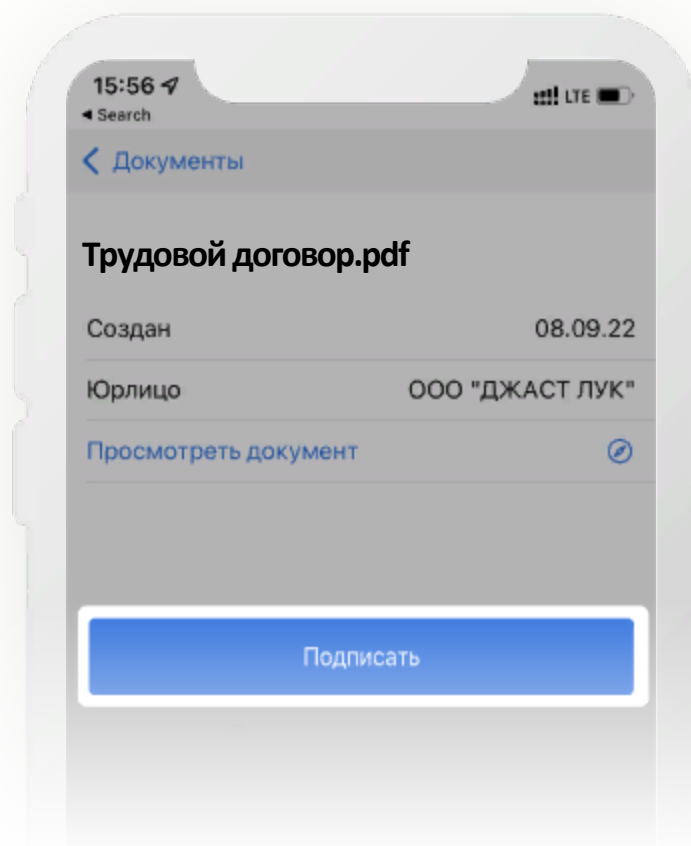 15:56
◄ Search
LTE
Документы
Трудовой договор.pdf
Создан 08.09.22
Юрлицо ООО "ДЖАСТ ЛУК"
Просмотреть документ
Подписать